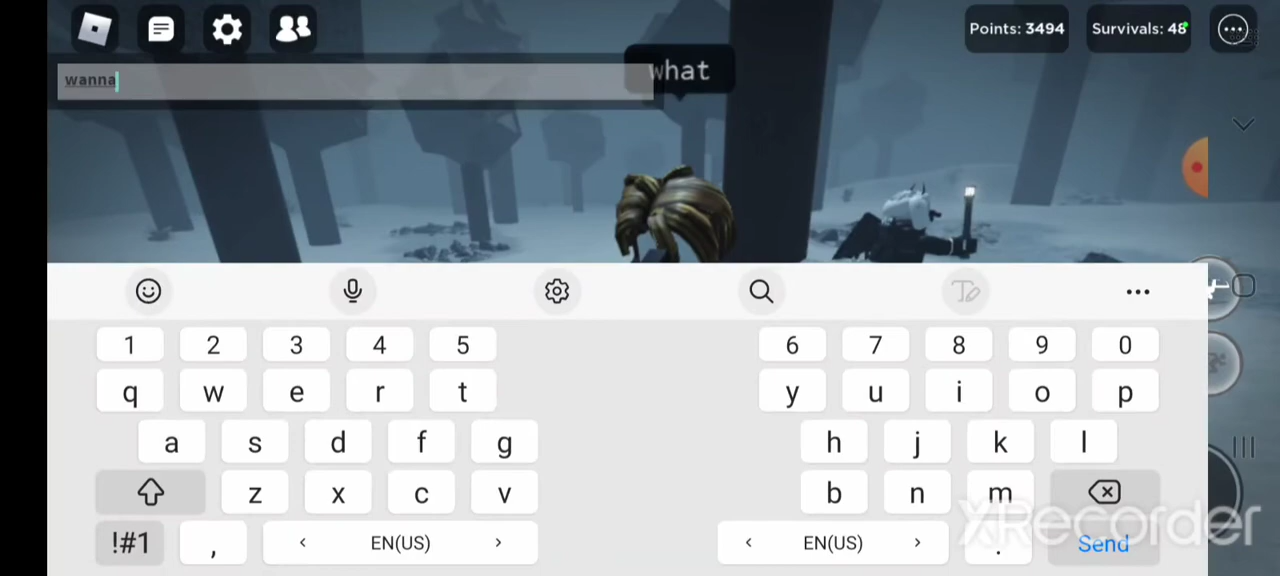 Points: 3494
Survivals: 48
wanna
what
1 2 3 4 5 6 7 8 9 0
q w e r t y u i o p
a s d f g h j k l
z x c v b n m
!#1 , < EN(US) > < EN(US) > . Send
XRecorder